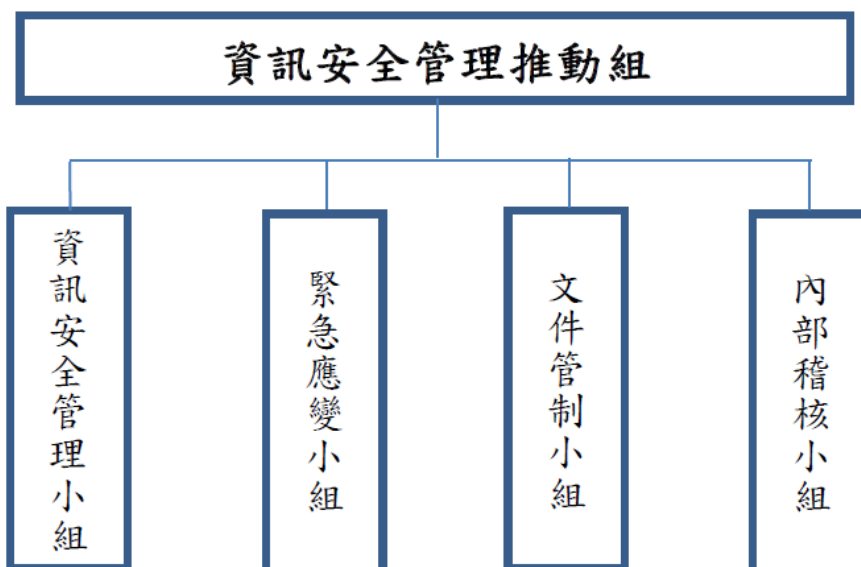 資訊安全管理推動組
資訊安全管理小組
緊急應變小組
文件管制小組
內部稽核小組